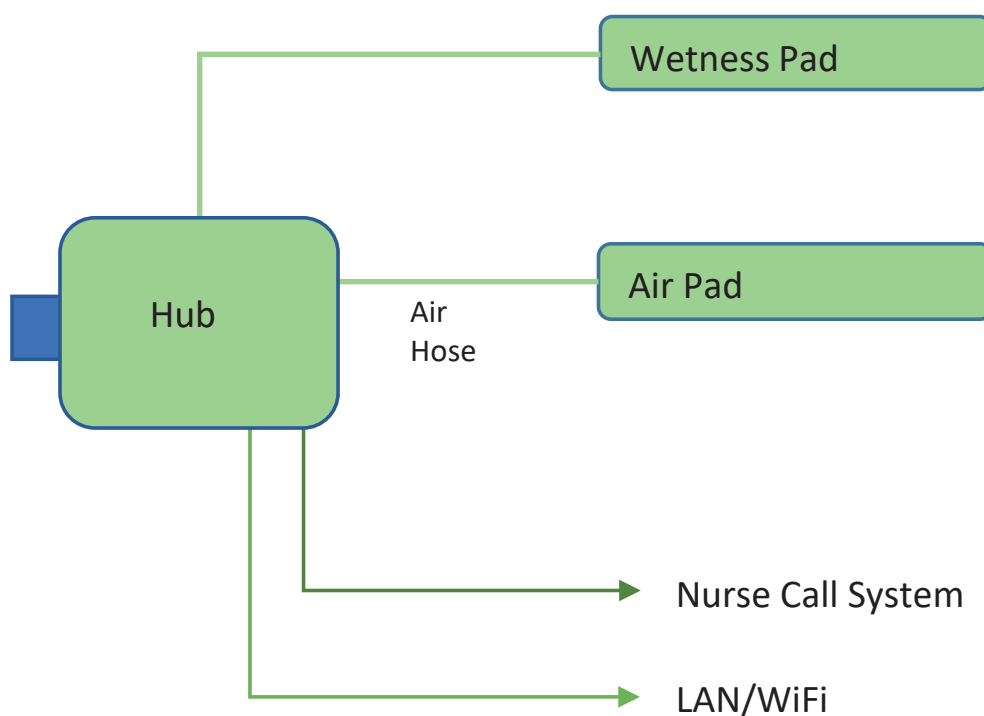 Wetness Pad
Hub
Air Pad
Air
Hose
Nurse Call System
LAN/WiFi